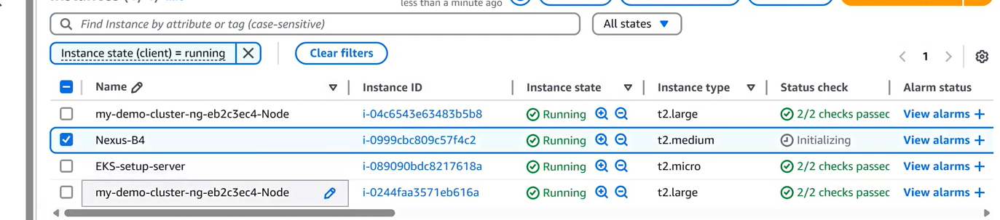 less than a minute ago
Find Instance by attribute or tag (case-sensitive)
All states
Instance state (client) = running
Clear filters
1
Name Instance ID Instance state Instance type Status check Alarm status
my-demo-cluster-ng-eb2c3ec4-Node i-04c6543e63483b5b8 Running t2.large 2/2 checks passec View alarms +
Nexus-B4 i-0999cbc809c57f4c2 Running t2.medium Initializing View alarms +
EKS-setup-server i-089090bdc8217618a Running t2.micro 2/2 checks passec View alarms +
my-demo-cluster-ng-eb2c3ec4-Node i-0244faa3571eb616a Running t2.large 2/2 checks passec View alarms +